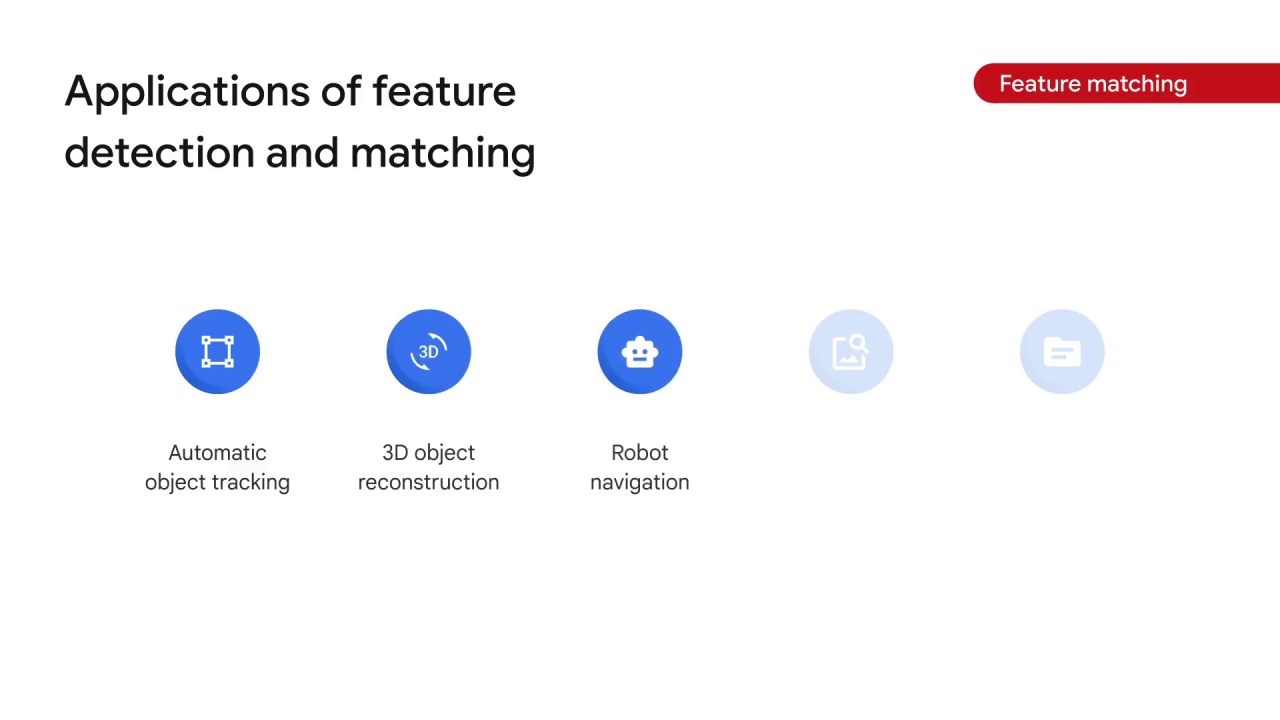 Applications of feature
detection and matching
Feature matching
3D
Automatic
object tracking
3D object
reconstruction
Robot
navigation